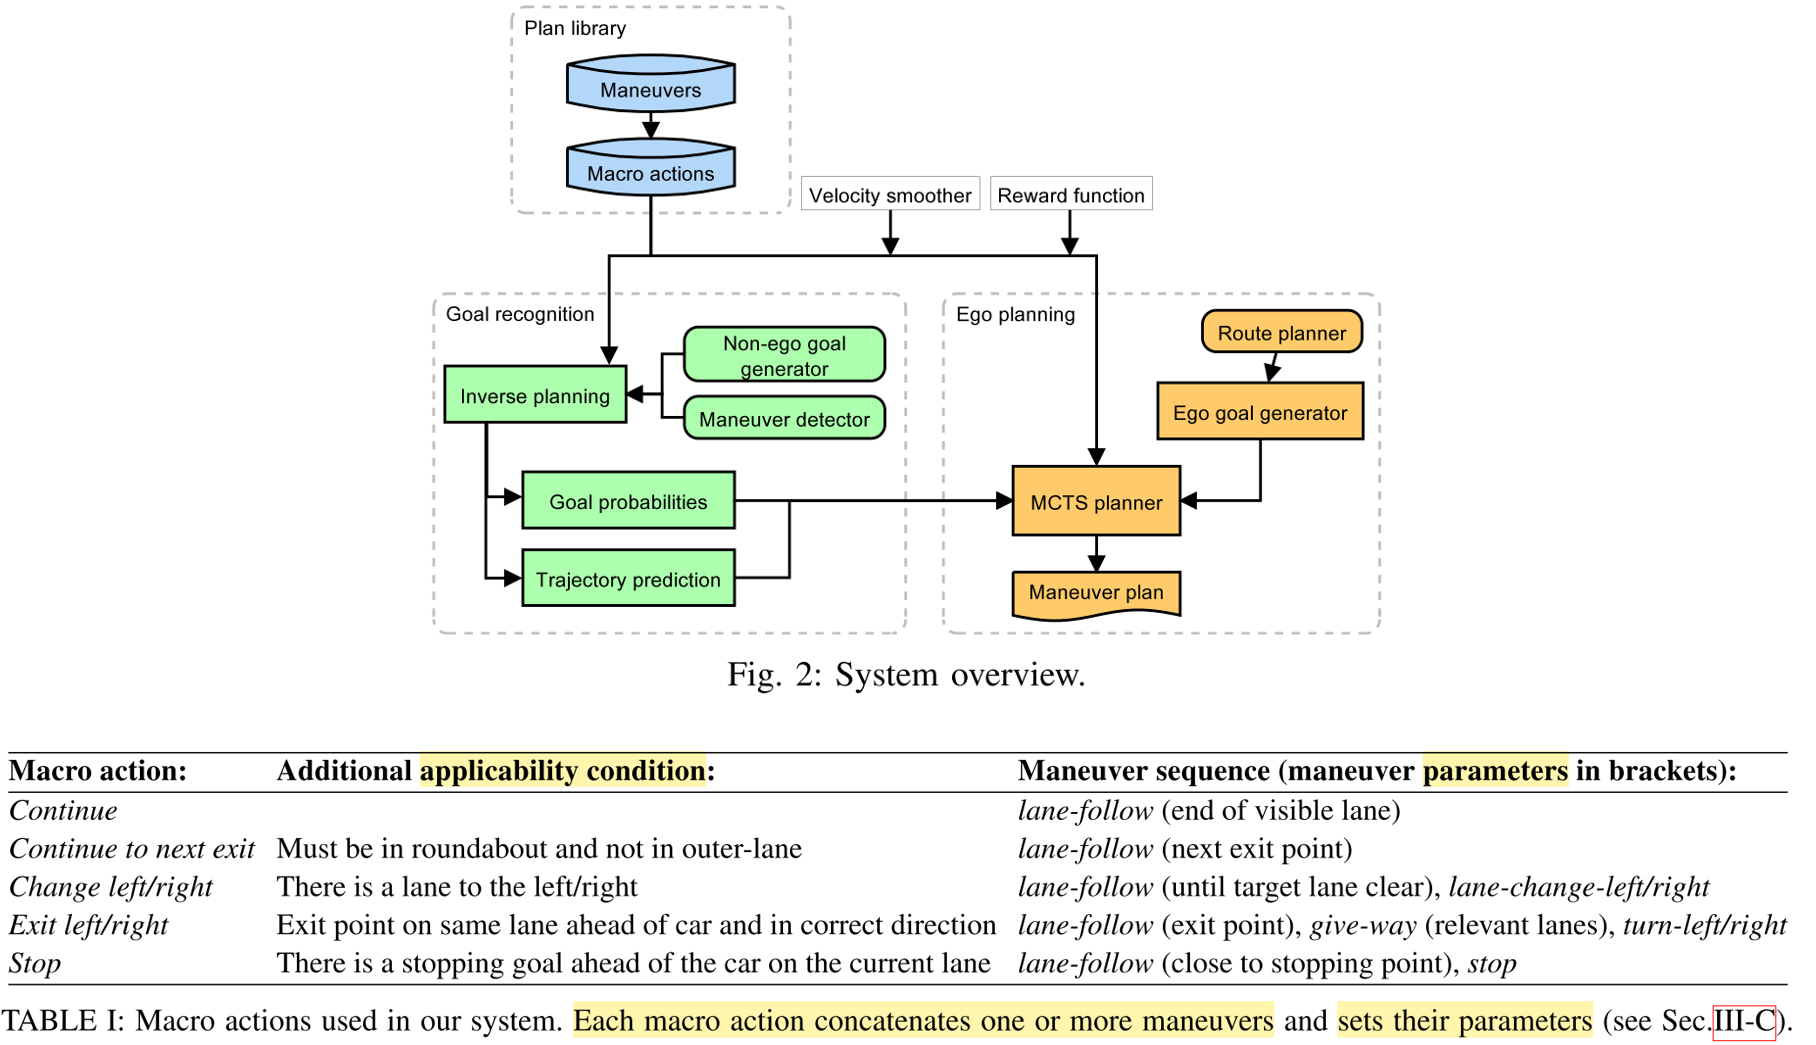 Plan library
Maneuvers
Macro actions
Velocity smoother
Reward function
Goal recognition
Non-ego goal
generator
Inverse planning
Maneuver detector
Goal probabilities
Trajectory prediction
Ego planning
Route planner
Ego goal generator
MCTS planner
Maneuver plan
Fig. 2: System overview.
Macro action: Additional applicability condition: Maneuver sequence (maneuver parameters in brackets):
Continue lane-follow (end of visible lane)
Continue to next exit Must be in roundabout and not in outer-lane lane-follow (next exit point)
Change left/right There is a lane to the left/right lane-follow (until target lane clear), lane-change-left/right
Exit left/right Exit point on same lane ahead of car and in correct direction lane-follow (exit point), give-way (relevant lanes), turn-left/right
Stop There is a stopping goal ahead of the car on the current lane lane-follow (close to stopping point), stop
TABLE I: Macro actions used in our system. Each macro action concatenates one or more maneuvers and sets their parameters (see Sec.III-C).